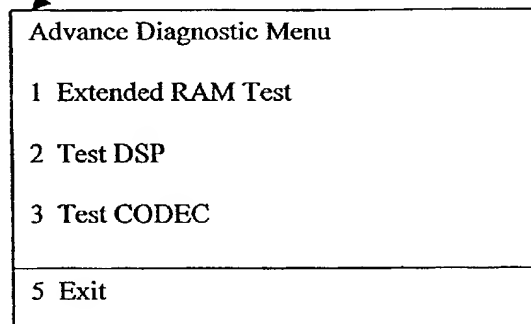 Advance Diagnostic Menu
1 Extended RAM Test
2 Test DSP
3 Test CODEC
5 Exit